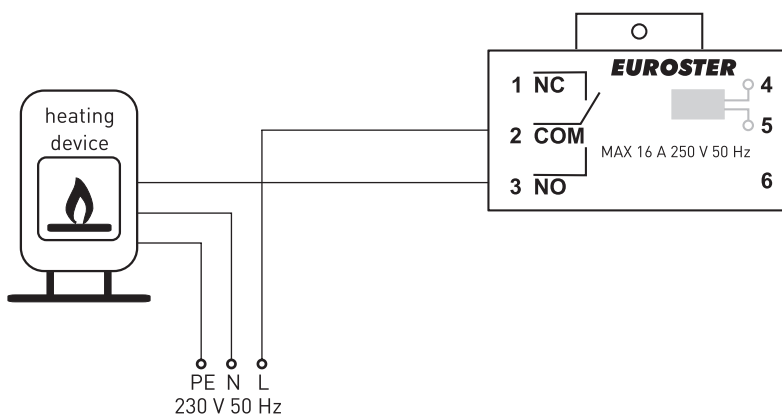 heating
device
PE N L
230 V 50 Hz
EUROSTER
1 NC
2 COM
3 NO
4
5
6
MAX 16 A 250 V 50 Hz